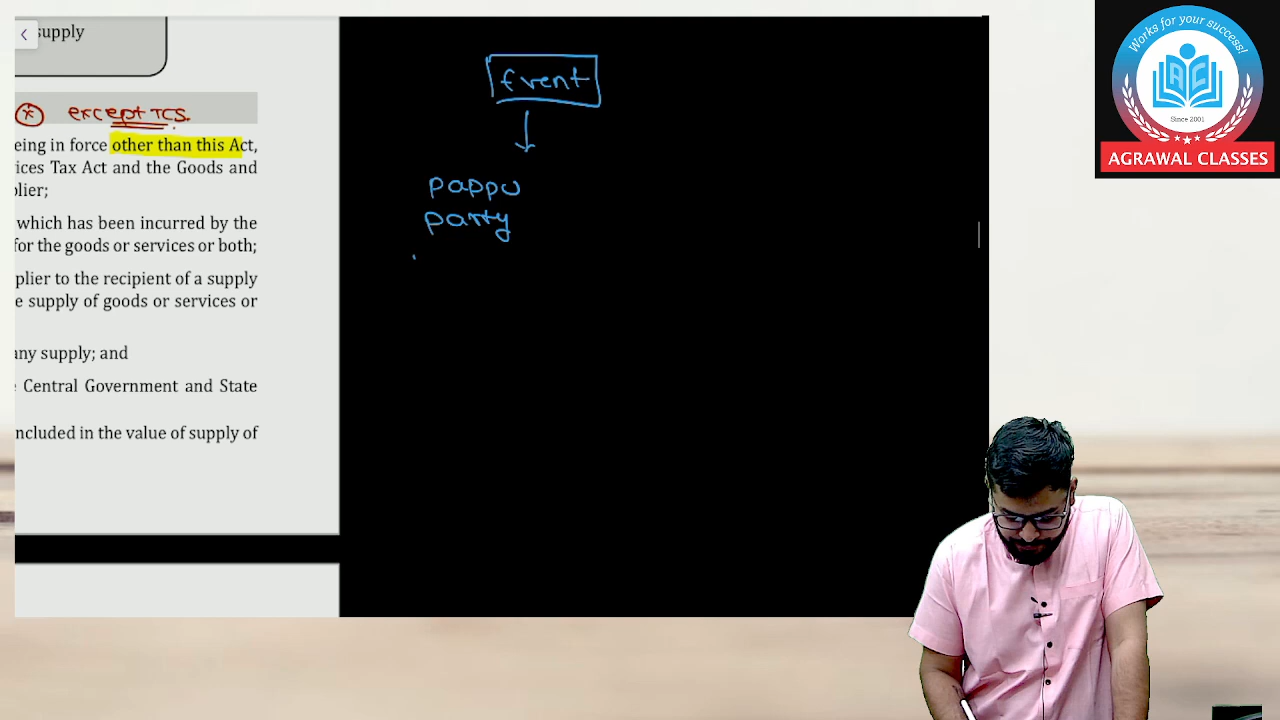 supply
* except TCS.
eing in force other than this Act,
ices Tax Act and the Goods and
plier;
which has been incurred by the
for the goods or services or both;
plier to the recipient of a supply
e supply of goods or services or
any supply; and
Central Government and State
ncluded in the value of supply of
Event
pappu
party
Works for your success!
AC
Since 2001
AGRAWAL CLASSES